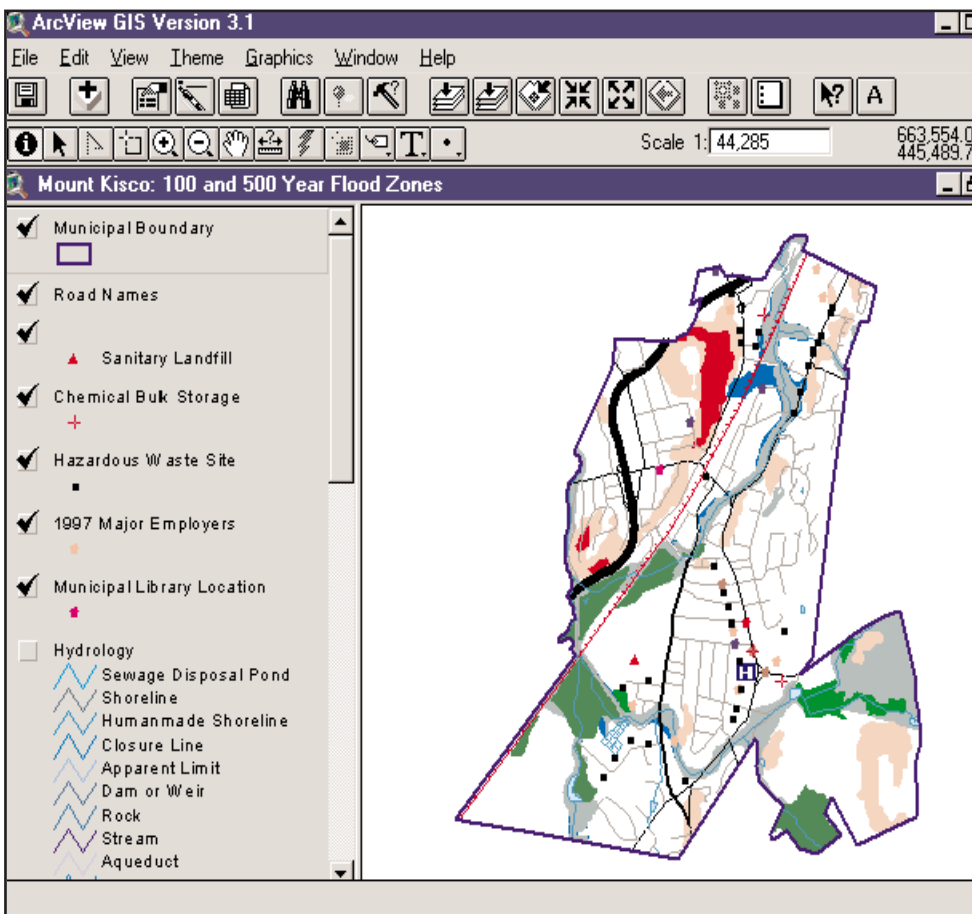 ArcView GIS Version 3.1
File Edit View Theme Graphics Window Help
A
T
Scale 1: 44,285
663,554.0
445,489.7
Mount Kisco: 100 and 500 Year Flood Zones
Municipal Boundary
Road Names
Sanitary Landfill
Chemical Bulk Storage
Hazardous Waste Site
1997 Major Employers
Municipal Library Location
Hydrology
Sewage Disposal Pond
Shoreline
Humanmade Shoreline
Closure Line
Apparent Limit
Dam or Weir
Rock
Stream
Aqueduct
H